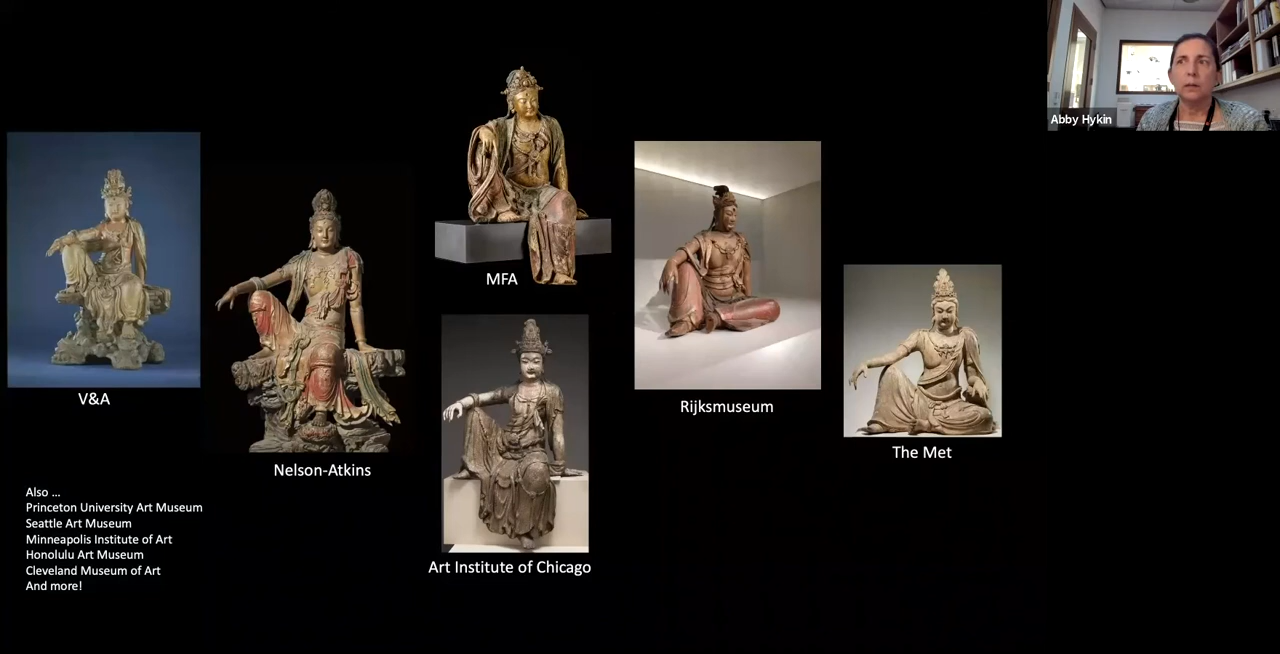 Abby Hykin
MFA
V&A
Rijksmuseum
The Met
Nelson-Atkins
Also ...
Princeton University Art Museum
Seattle Art Museum
Minneapolis Institute of Art
Honolulu Art Museum
Cleveland Museum of Art
And more!
Art Institute of Chicago